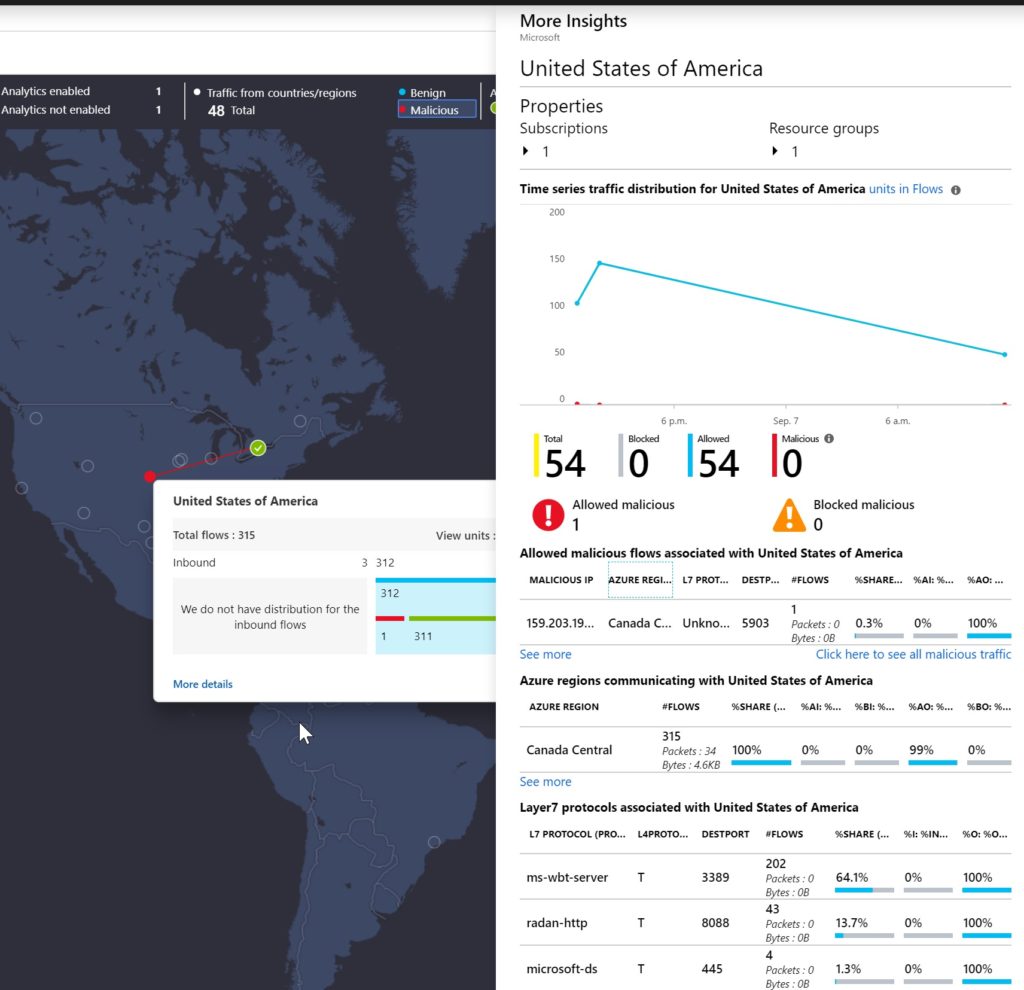 Analytics enabled 1
Analytics not enabled 1
Traffic from countries/regions
48 Total
Benign
Malicious
A
United States of America
Total flows : 315 View units :
Inbound 3 312
We do not have distribution for the
inbound flows
312
1 311
More details
More Insights
Microsoft
United States of America
Properties
Subscriptions Resource groups
1 1
Time series traffic distribution for United States of America units in Flows
200
150
100
50
0
6 p.m. Sep. 7 6 a.m.
Total Blocked Allowed Malicious
54 0 54 0
Allowed malicious Blocked malicious
1 0
Allowed malicious flows associated with United States of America
MALICIOUS IP AZURE REGI... L7 PROT... DESTP... #FLOWS %SHARE... %AI: %... %AO: ...
159.203.19... Canada C... Unkno... 5903 1 0.3% 0% 100%
Packets : 0
Bytes : 0B
See more Click here to see all malicious traffic
Azure regions communicating with United States of America
AZURE REGION #FLOWS %SHARE (... %AI: %... %BI: %... %AO: %... %BO: %...
Canada Central 315 100% 0% 0% 99% 0%
Packets : 34
Bytes : 4.6KB
See more
Layer7 protocols associated with United States of America
L7 PROTOCOL (PRO... L4PROTO... DESTPORT #FLOWS %SHARE (... %I: %IN... %O: %O...
ms-wbt-server T 3389 202 64.1% 0% 100%
Packets : 0
Bytes : 0B
radan-http T 8088 43 13.7% 0% 100%
Packets : 0
Bytes : 0B
microsoft-ds T 445 4 1.3% 0% 100%
Packets : 0
Bytes : 0B